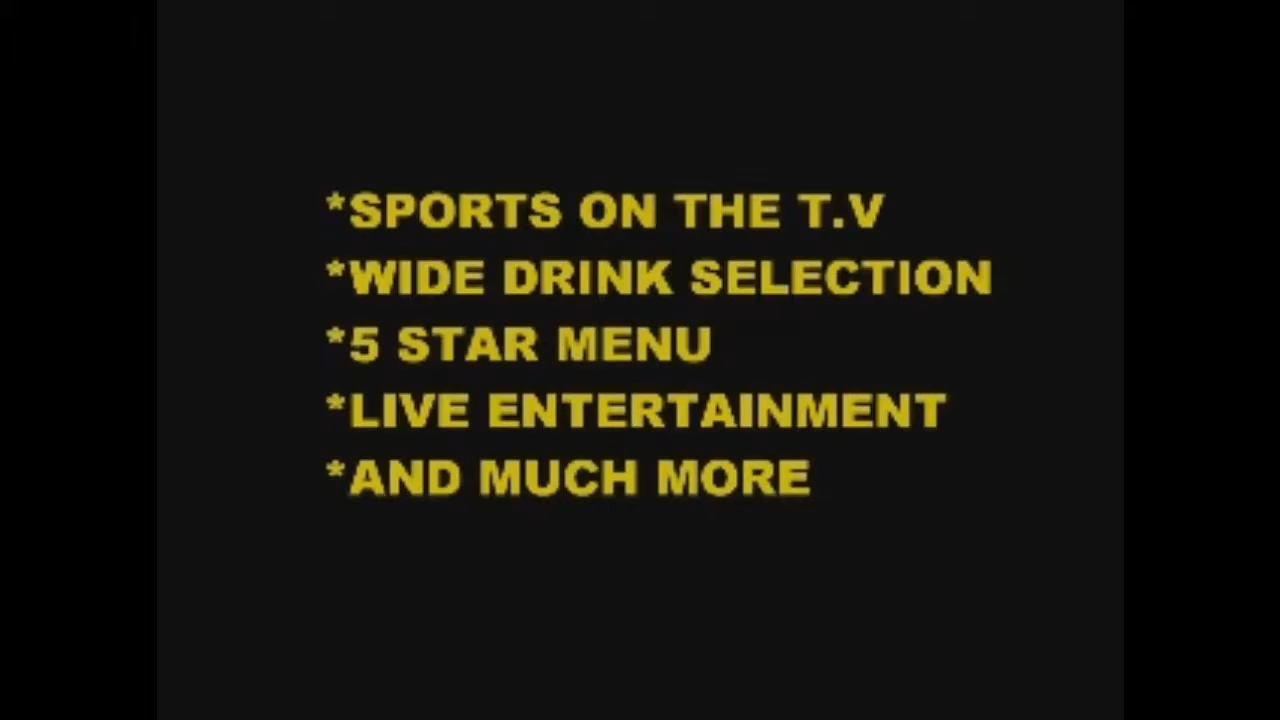 *SPORTS ON THE T.V
*WIDE DRINK SELECTION
*5 STAR MENU
*LIVE ENTERTAINMENT
*AND MUCH MORE